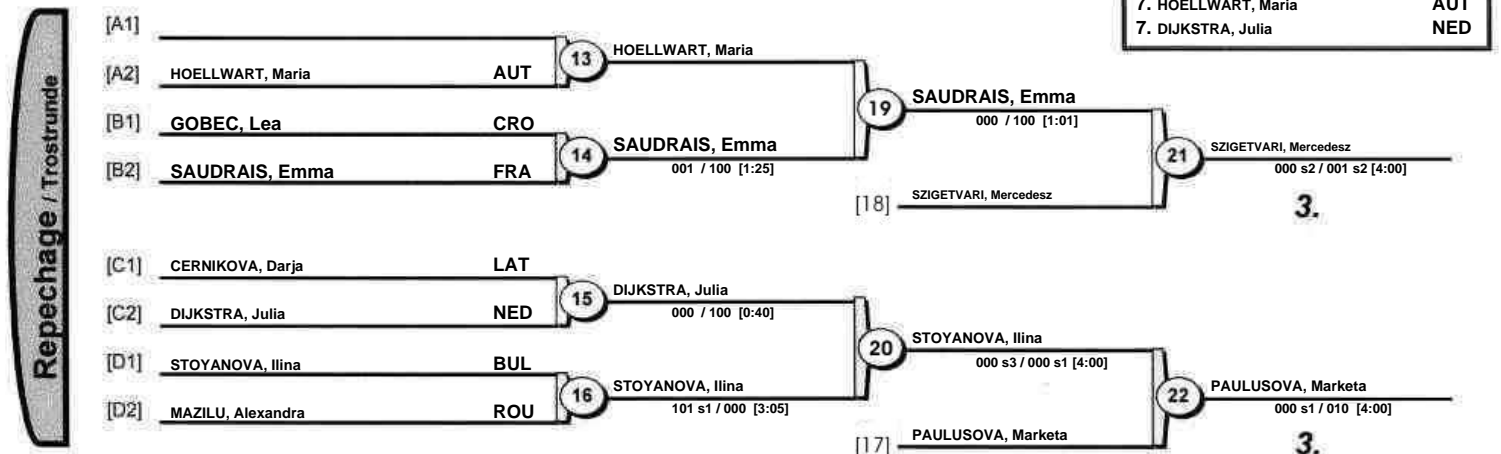 7. HOELLWART, Maria AUT
7. DIJKSTRA, Julia NED
Repechage / Trostrunde
[A1]
[A2] HOELLWART, Maria AUT
13 HOELLWART, Maria
[B1] GOBEC, Lea CRO
[B2] SAUDRAIS, Emma FRA
14 SAUDRAIS, Emma
001 / 100 [1:25]
19 SAUDRAIS, Emma
000 / 100 [1:01]
[18] SZIGETVARI, Mercedesz
21 SZIGETVARI, Mercedesz
000 s2 / 001 s2 [4:00]
3.
[C1] CERNIKOVA, Darja LAT
[C2] DIJKSTRA, Julia NED
15 DIJKSTRA, Julia
000 / 100 [0:40]
[D1] STOYANOVA, Ilina BUL
[D2] MAZILU, Alexandra ROU
16 STOYANOVA, Ilina
101 s1 / 000 [3:05]
20 STOYANOVA, Ilina
000 s3 / 000 s1 [4:00]
[17] PAULUSOVA, Marketa
22 PAULUSOVA, Marketa
000 s1 / 010 [4:00]
3.